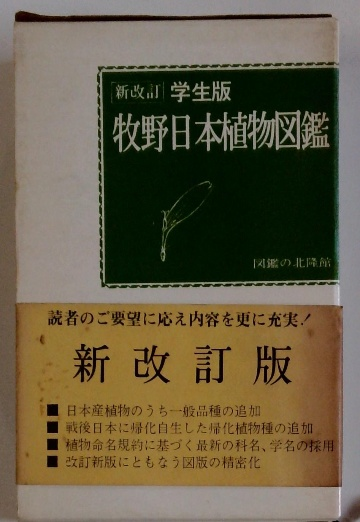 [新改訂] 学生版
牧野日本植物図鑑
図鑑の北隆館
読者のご要望に応え内容を更に充実!
新改訂版
■ 日本産植物のうち一般品種の追加
■ 戦後日本に帰化自生した帰化植物種の追加
■ 植物命名規約に基づく最新の科名、学名の採用
■ 改訂新版にともなう図版の精密化